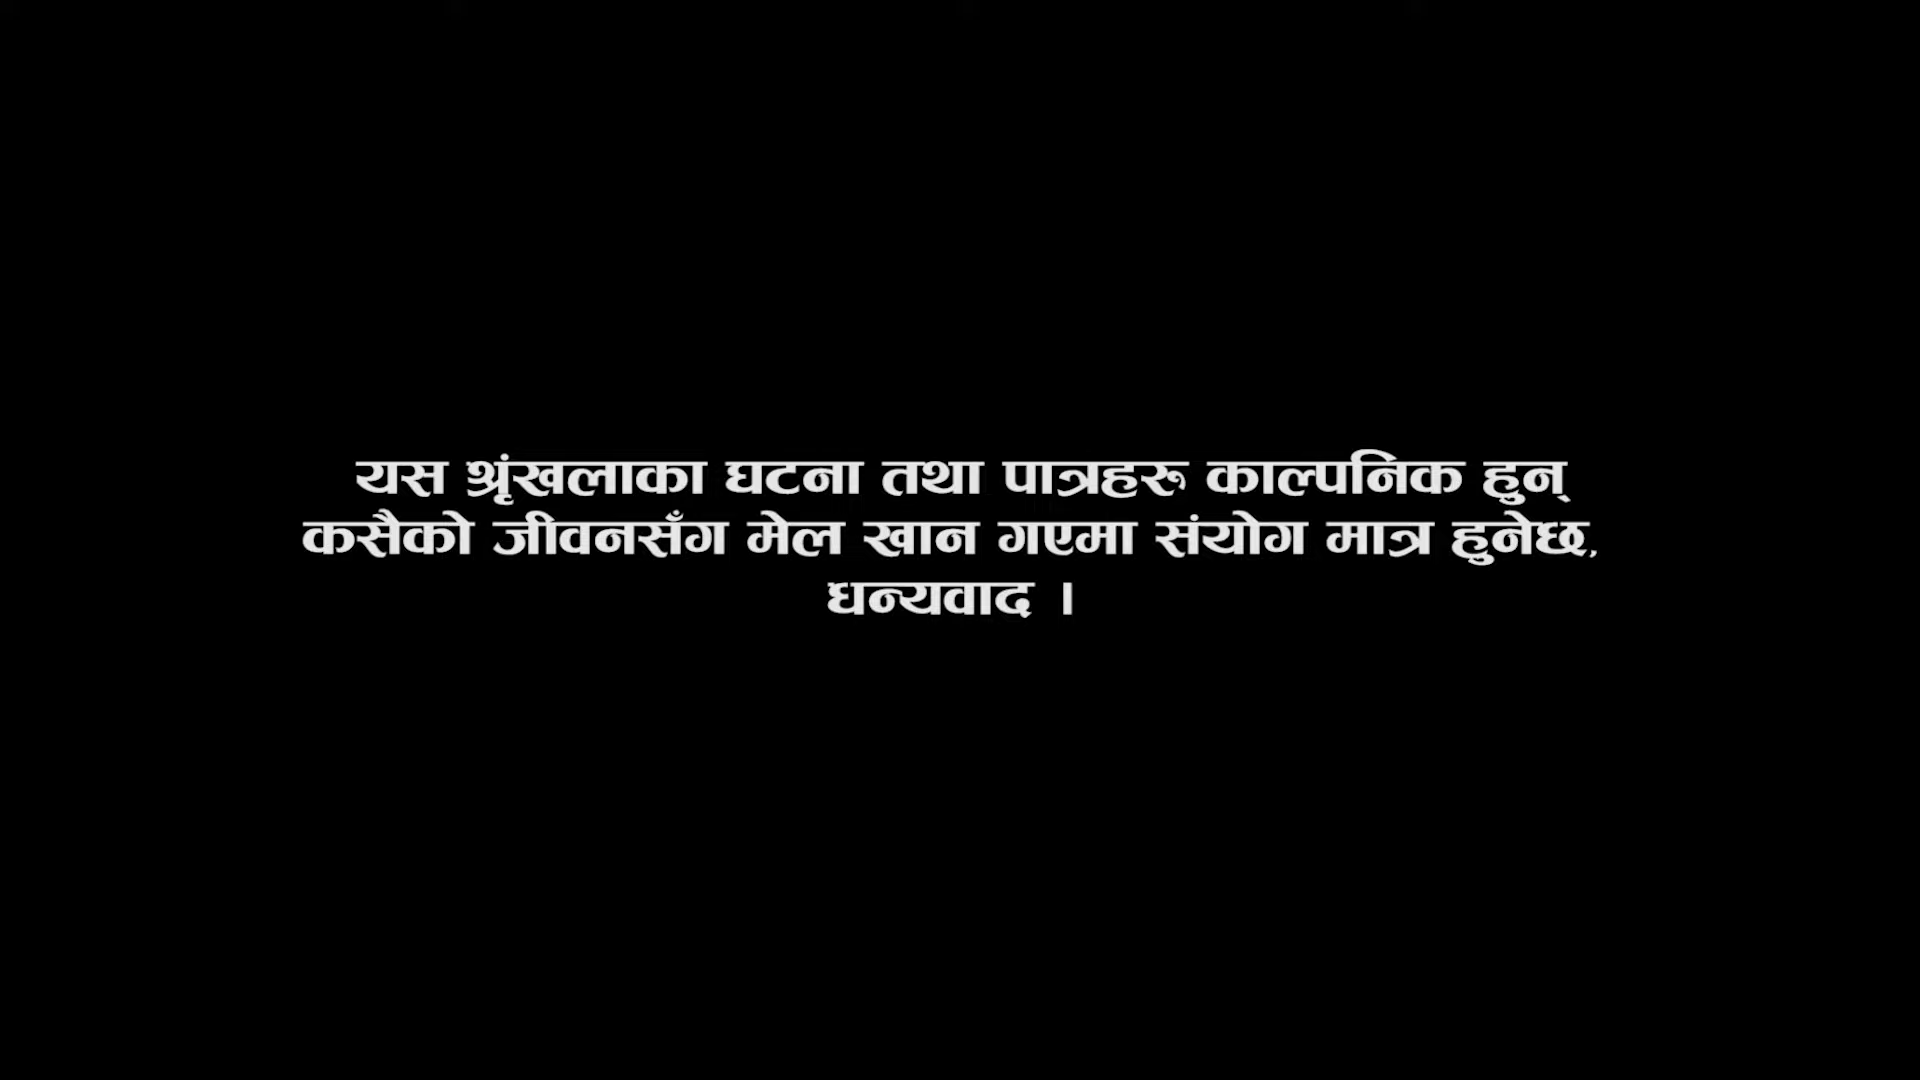 यस श्रृंखलाका घटना तथा पात्रहरु काल्पनिक हुन्
कसैको जीवनसँग मेल खान गएमा संयोग मात्र हुनेछ,
धन्यवाद ।